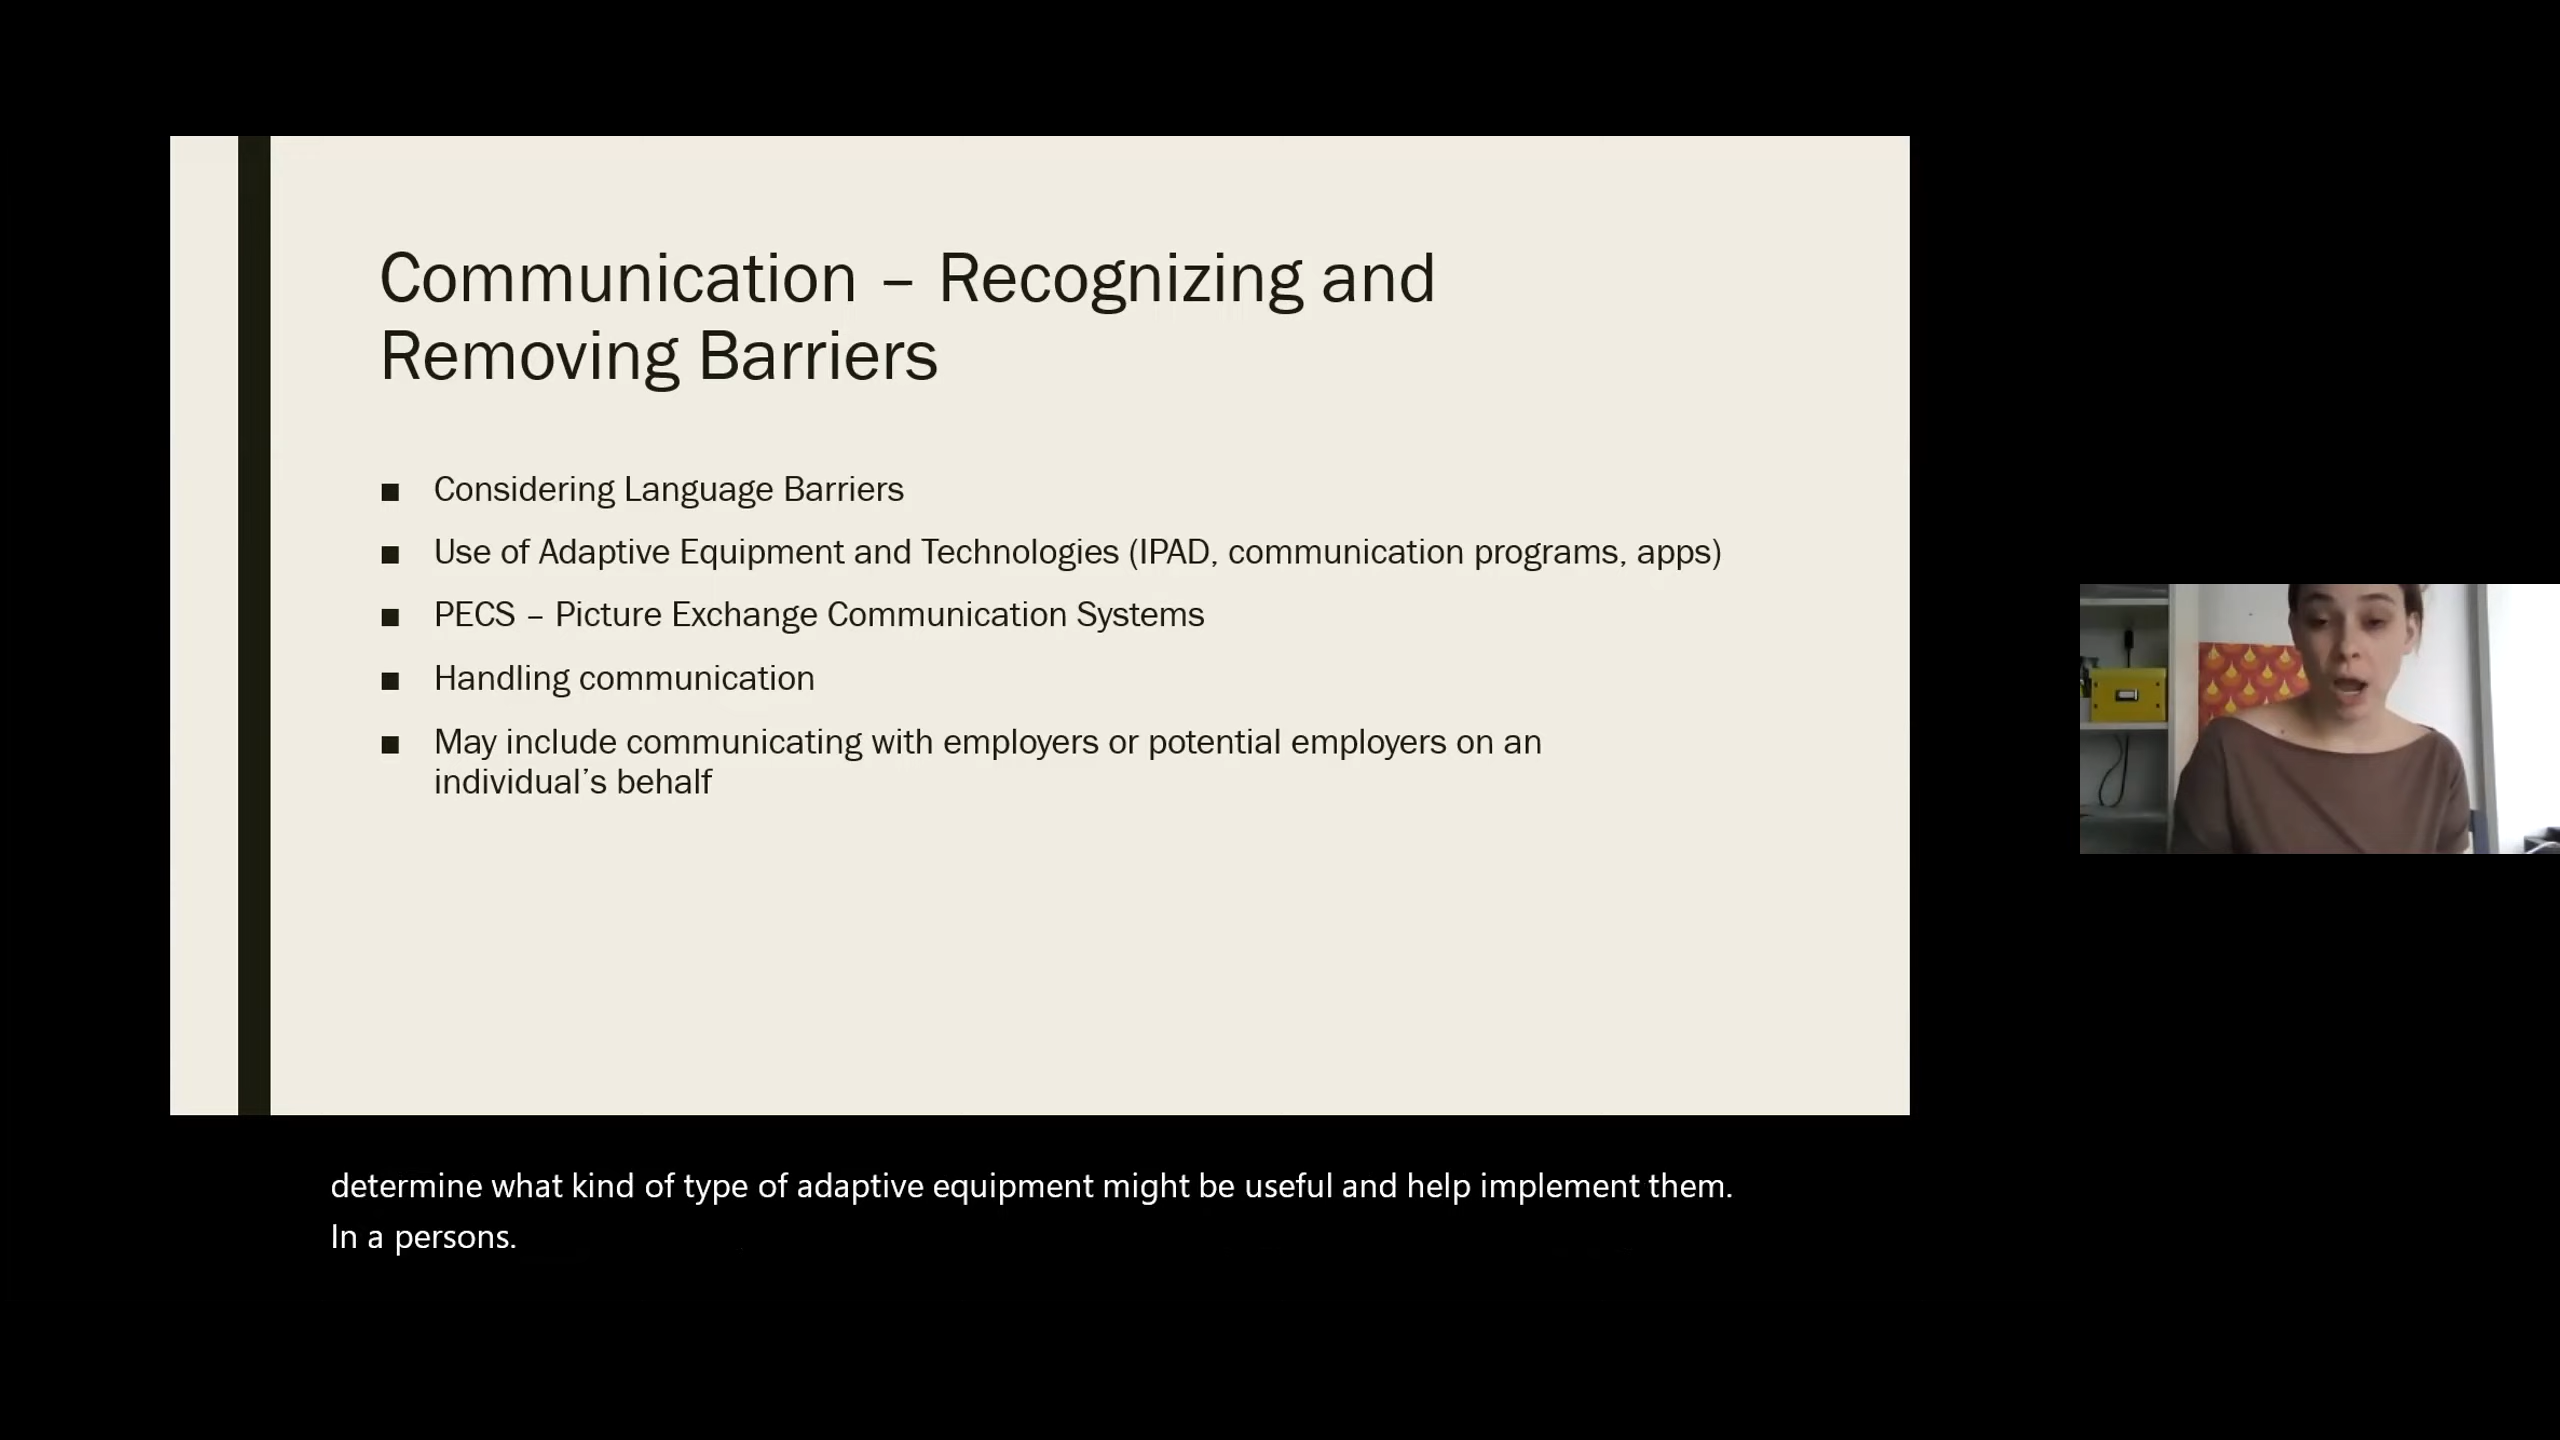 Communication – Recognizing and
Removing Barriers
■ Considering Language Barriers
■ Use of Adaptive Equipment and Technologies (IPAD, communication programs, apps)
■ PECS – Picture Exchange Communication Systems
■ Handling communication
■ May include communicating with employers or potential employers on an
individual’s behalf
determine what kind of type of adaptive equipment might be useful and help implement them.
In a persons.